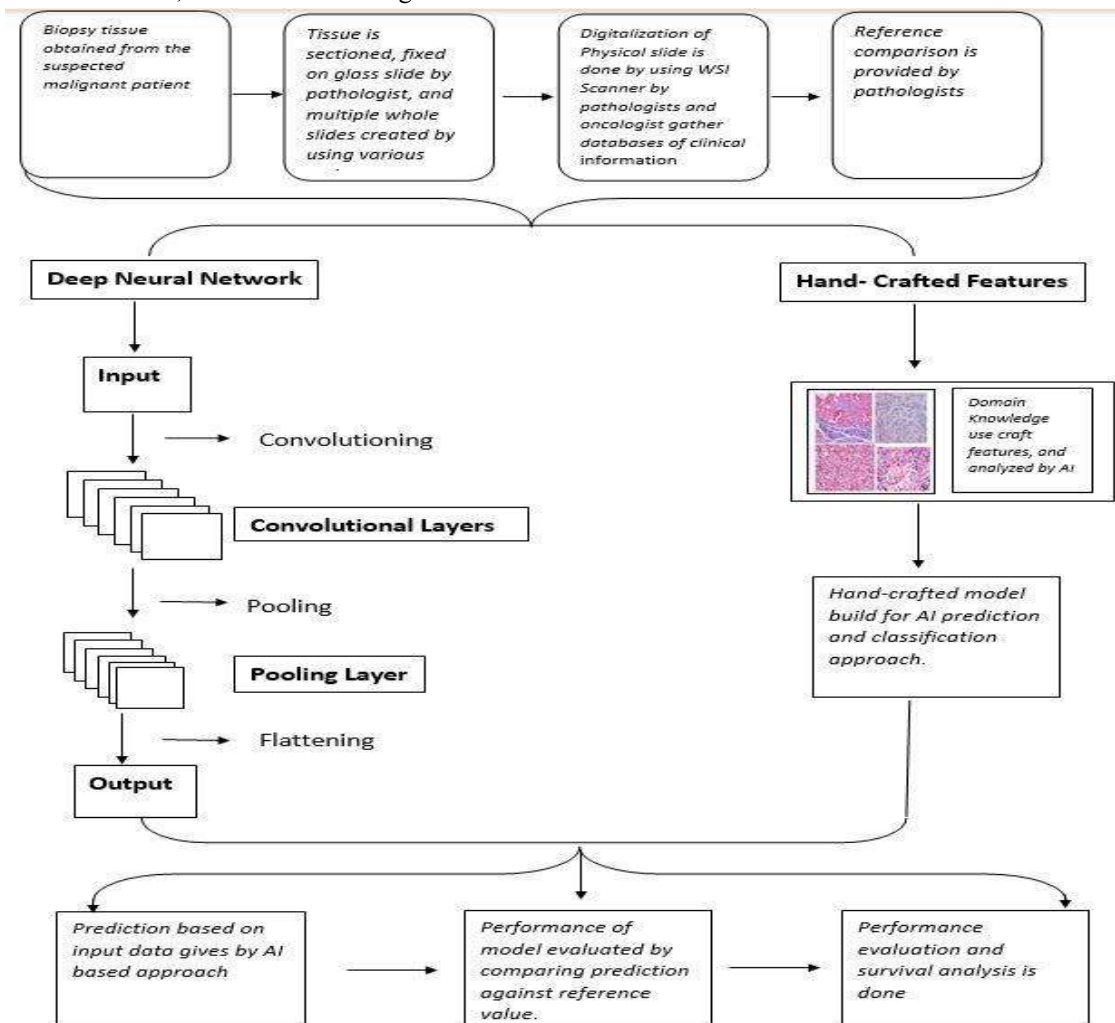 Biopsy tissue
obtained from the
suspected
malignant patient
Tissue is
sectioned, fixed
on glass slide by
pathologist, and
multiple whole
slides created by
using various
Digitalization of
Physical slide is
done by using WSI
Scanner by
pathologists and
oncologist gather
databases of clinical
information
Reference
comparison is
provided by
pathologists
Deep Neural Network
Hand- Crafted Features
Input
Convolutioning
Convolutional Layers
Pooling
Pooling Layer
Flattening
Output
Domain
Knowledge
use craft
features, and
analyzed by AI
Hand-crafted model
build for AI prediction
and classification
approach.
Prediction based on
input data gives by AI
based approach
Performance of
model evaluated by
comparing prediction
against reference
value.
Performance
evaluation and
survival analysis is
done